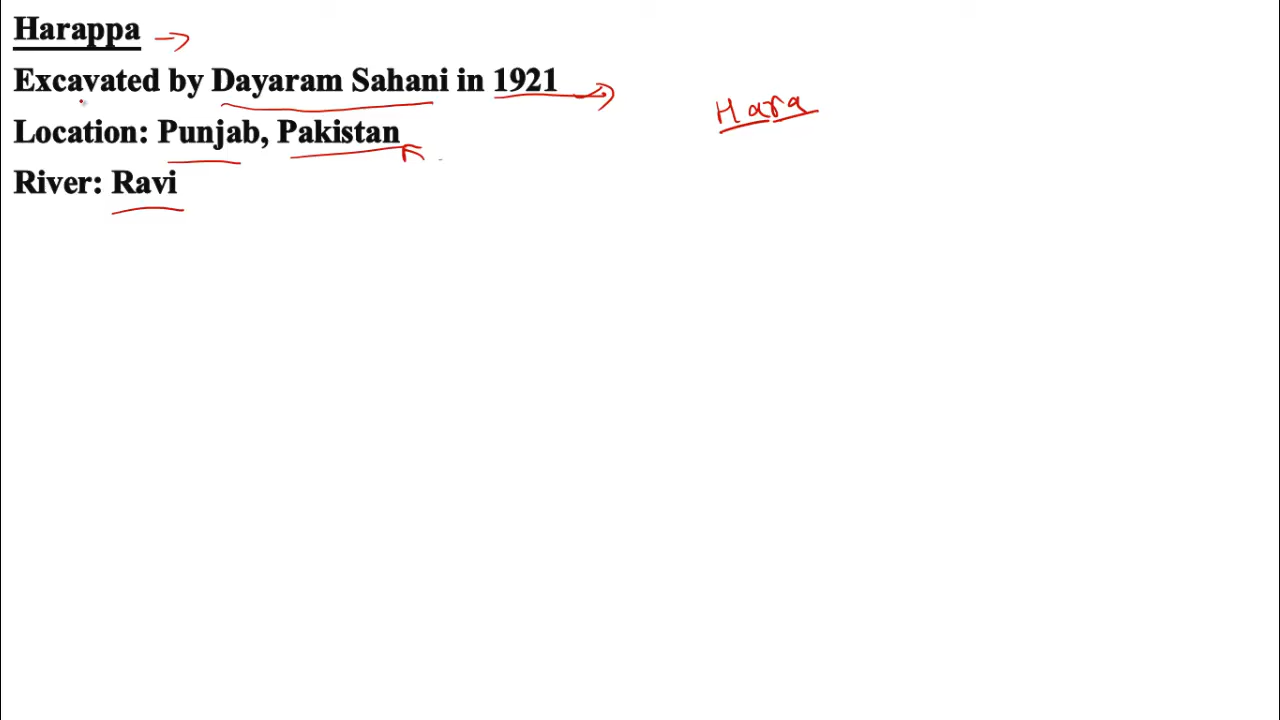 Harappa
Excavated by Dayaram Sahani in 1921
Hara
Location: Punjab, Pakistan
River: Ravi